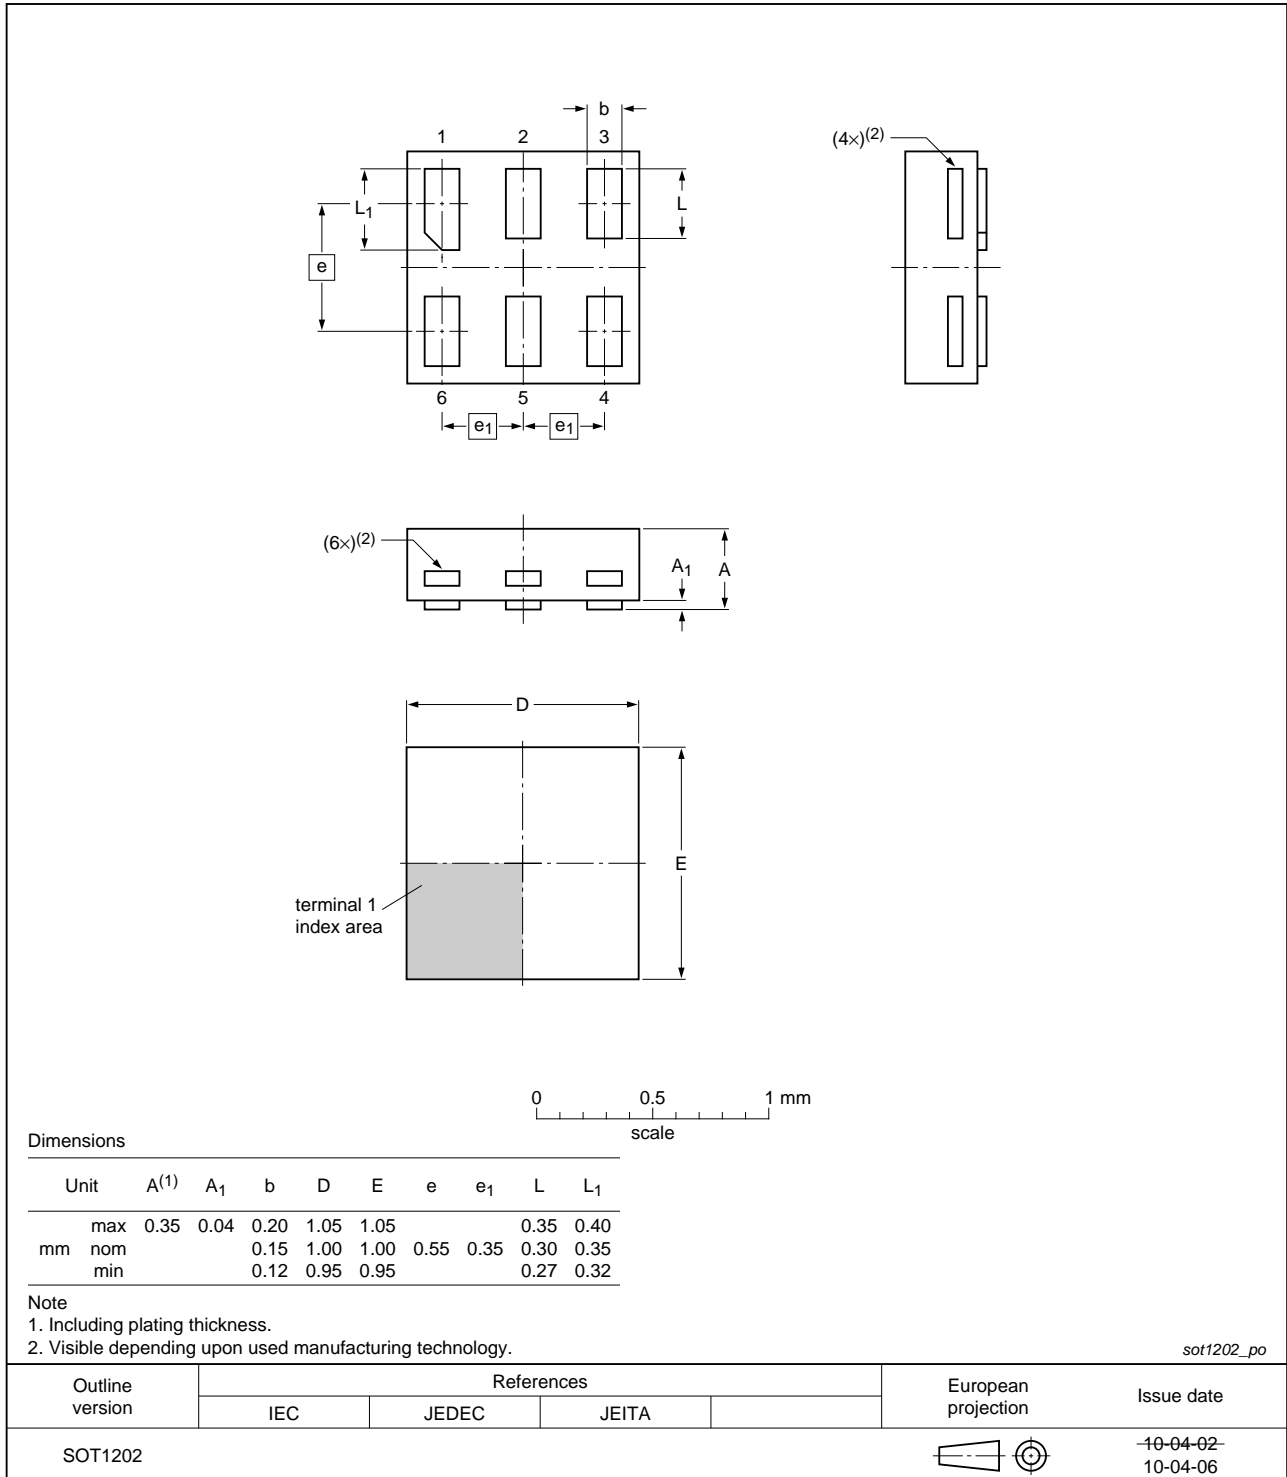 b
1 2 3
(4×)(2)
L1
L
e
6 5 4
e1 e1
(6×)(2)
A1 A
D
E
terminal 1
index area
0 0.5 1 mm
scale
Dimensions
Unit A(1) A1 b D E e e1 L L1
max 0.35 0.04 0.20 1.05 1.05 0.35 0.40
mm nom 0.15 1.00 1.00 0.55 0.35 0.30 0.35
min 0.12 0.95 0.95 0.27 0.32
Note
1. Including plating thickness.
2. Visible depending upon used manufacturing technology.
sot1202_po
Outline
version
References
IEC JEDEC JEITA
European
projection
Issue date
SOT1202
10-04-02
10-04-06